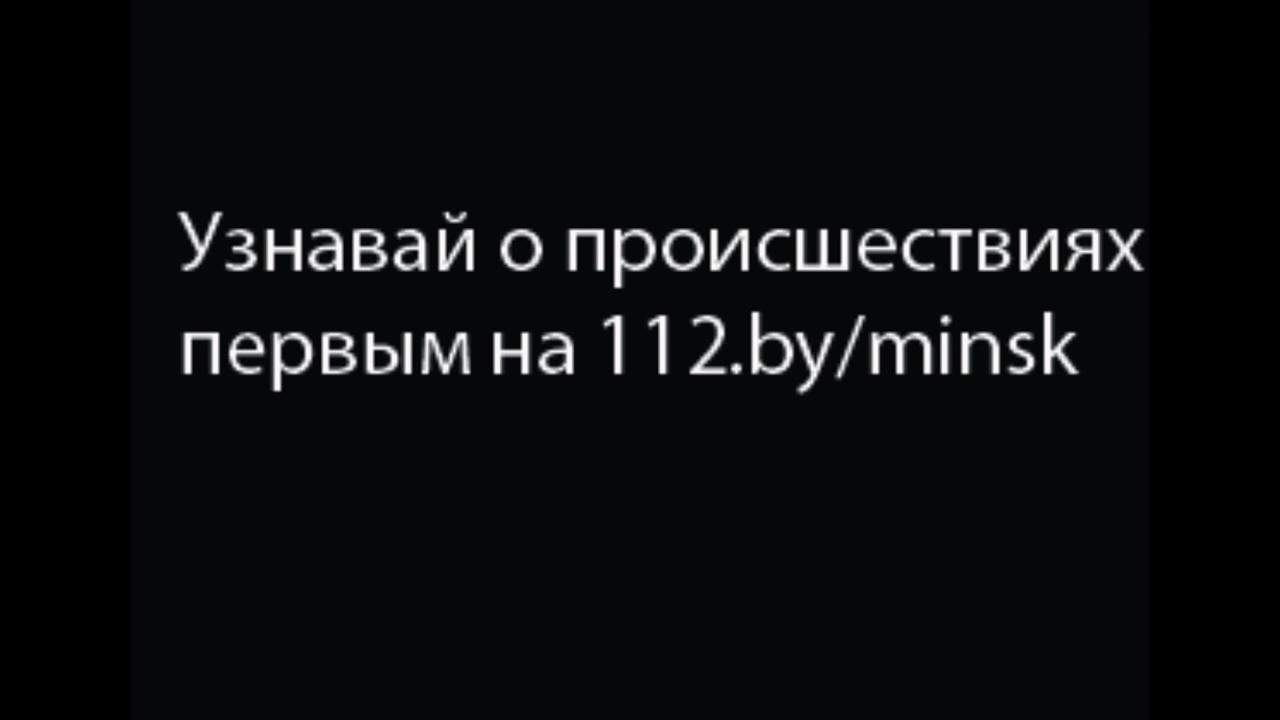 Узнавай о происшествиях
первым на 112.by/minsk